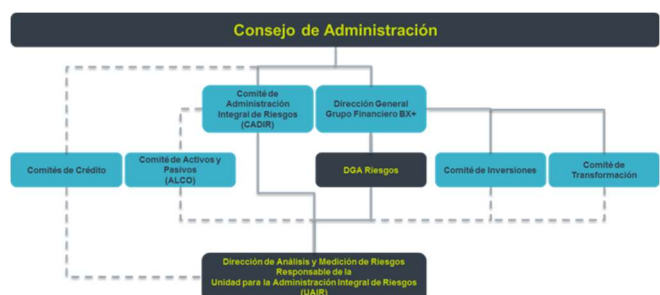 Consejo de Administración
Comité de
Administración
Integral de Riesgos
(CADIR)
Dirección General
Grupo Financiero BX+
Comités de Crédito
Comité de Activos y
Pasivos
(ALCO)
DGA Riesgos
Comité de Inversiones
Comité de
Transformación
Dirección de Análisis y Medición de Riesgos
Responsable de la
Unidad para la Administración Integral de Riesgos
(UAIR)